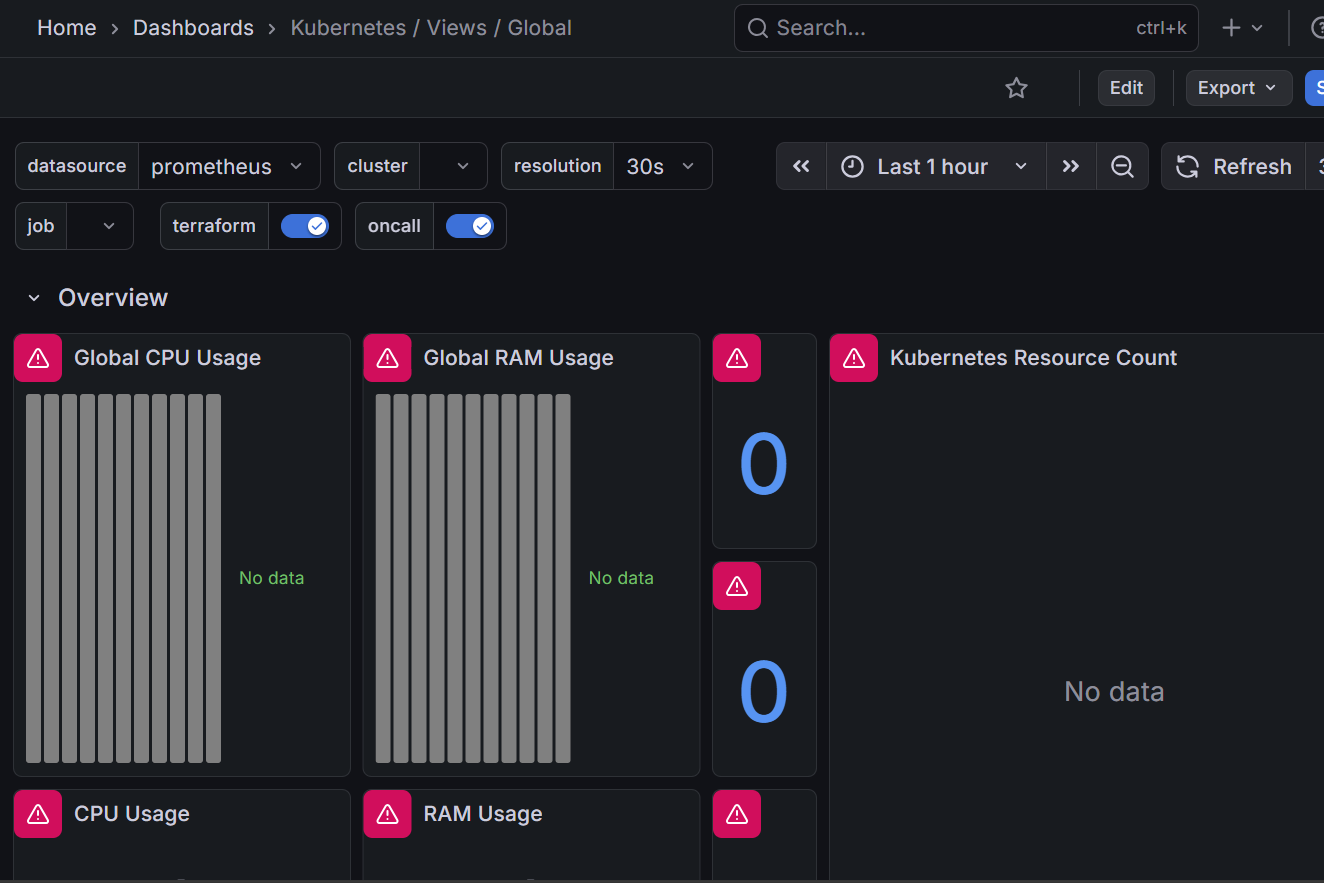 Home › Dashboards › Kubernetes / Views / Global
Search...
ctrl+k
Edit
Export
datasource
prometheus
cluster
resolution
30s
Last 1 hour
Refresh
job
terraform
oncall
Overview
Global CPU Usage
No data
Global RAM Usage
No data
0
Kubernetes Resource Count
No data
0
CPU Usage
RAM Usage